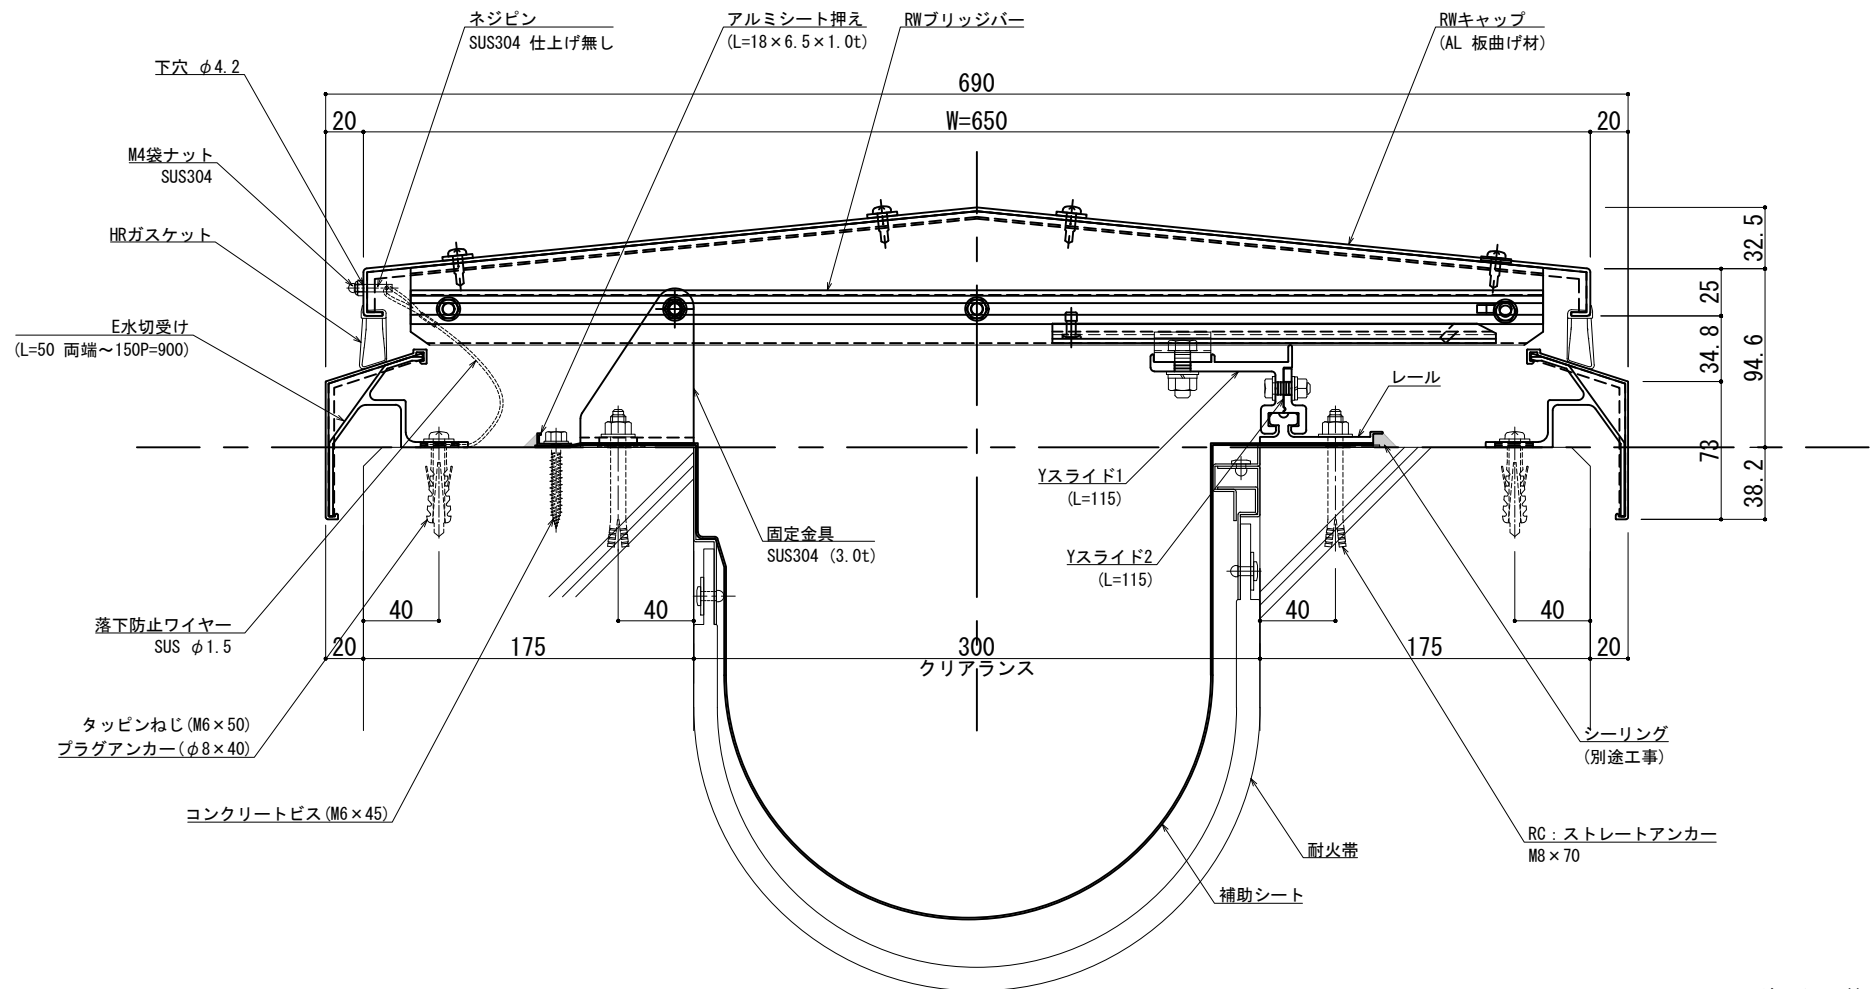 ネジピン
SUS304 仕上げ無し
アルミシート押え
(L=18×6.5×1.0t)
RWブリッジバー
RWキャップ
(AL 板曲げ材)
下穴 φ4.2
690
20
W=650
20
M4袋ナット
SUS304
HRガスケット
E水切受け
(L=50 両端～150P=900)
32.5
25
34.8
94.6
73
38.2
レール
Yスライド1
(L=115)
Yスライド2
(L=115)
固定金具
SUS304 (3.0t)
40
40
40
40
落下防止ワイヤー
SUS φ1.5
20
175
300
クリアランス
175
20
タッピンねじ(M6×50)
プラグアンカー(φ8×40)
シーリング
(別途工事)
コンクリートビス(M6×45)
RC：ストレートアンカー
M8×70
耐火帯
補助シート